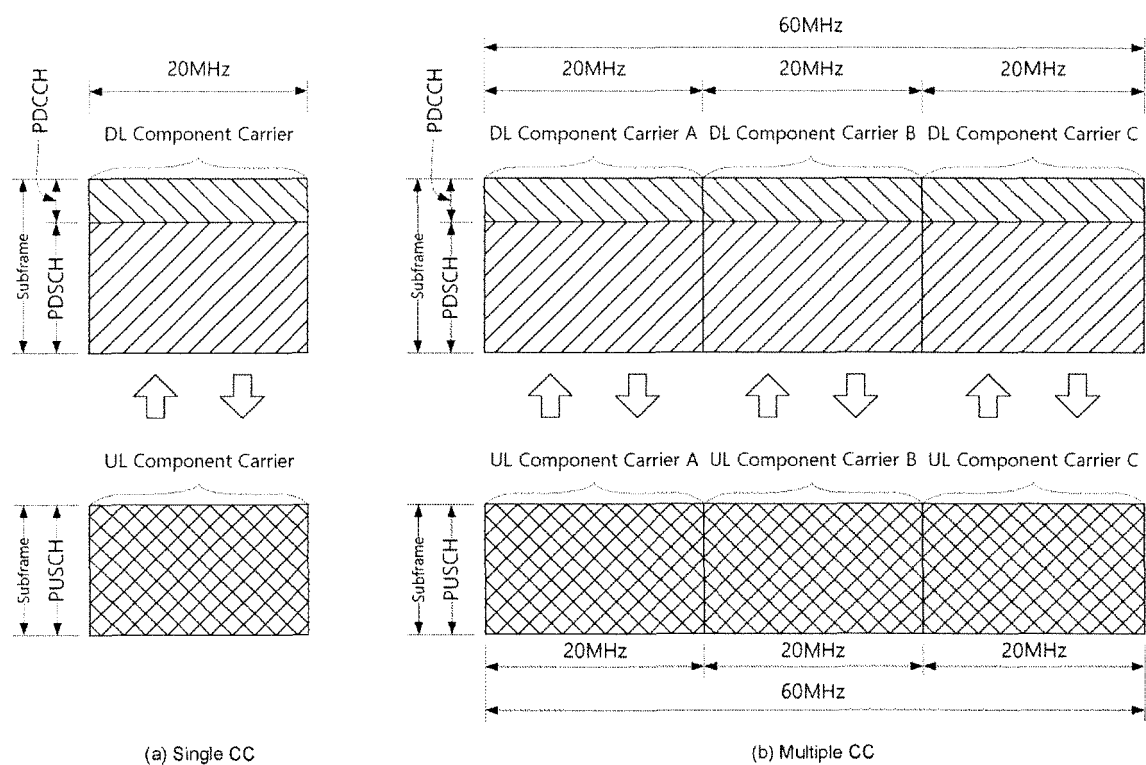 20MHz
PDCCH
DL Component Carrier
Subframe
PDSCH
UL Component Carrier
Subframe
PUSCH
(a) Single CC
60MHz
20MHz 20MHz 20MHz
PDCCH
DL Component Carrier A DL Component Carrier B DL Component Carrier C
Subframe
PDSCH
UL Component Carrier A UL Component Carrier B UL Component Carrier C
Subframe
PUSCH
20MHz 20MHz 20MHz
60MHz
(b) Multiple CC